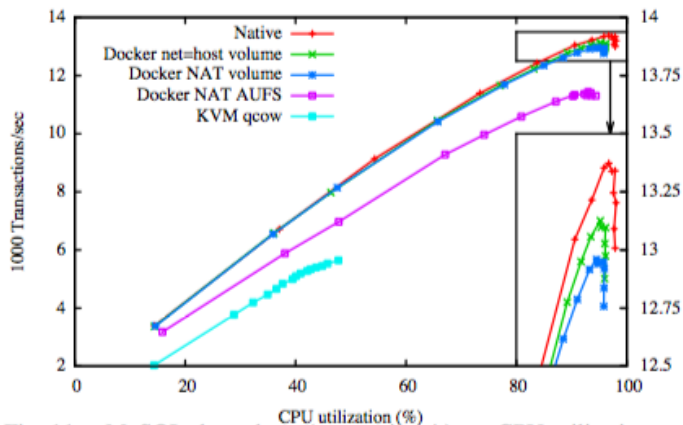 14
12
10
8
6
4
2
1000 Transactions/sec
Native
Docker net=host volume
Docker NAT volume
Docker NAT AUFS
KVM qcow
14
13.75
13.5
13.25
13
12.75
12.5
0 20 40 60 80 100
CPU utilization (%)